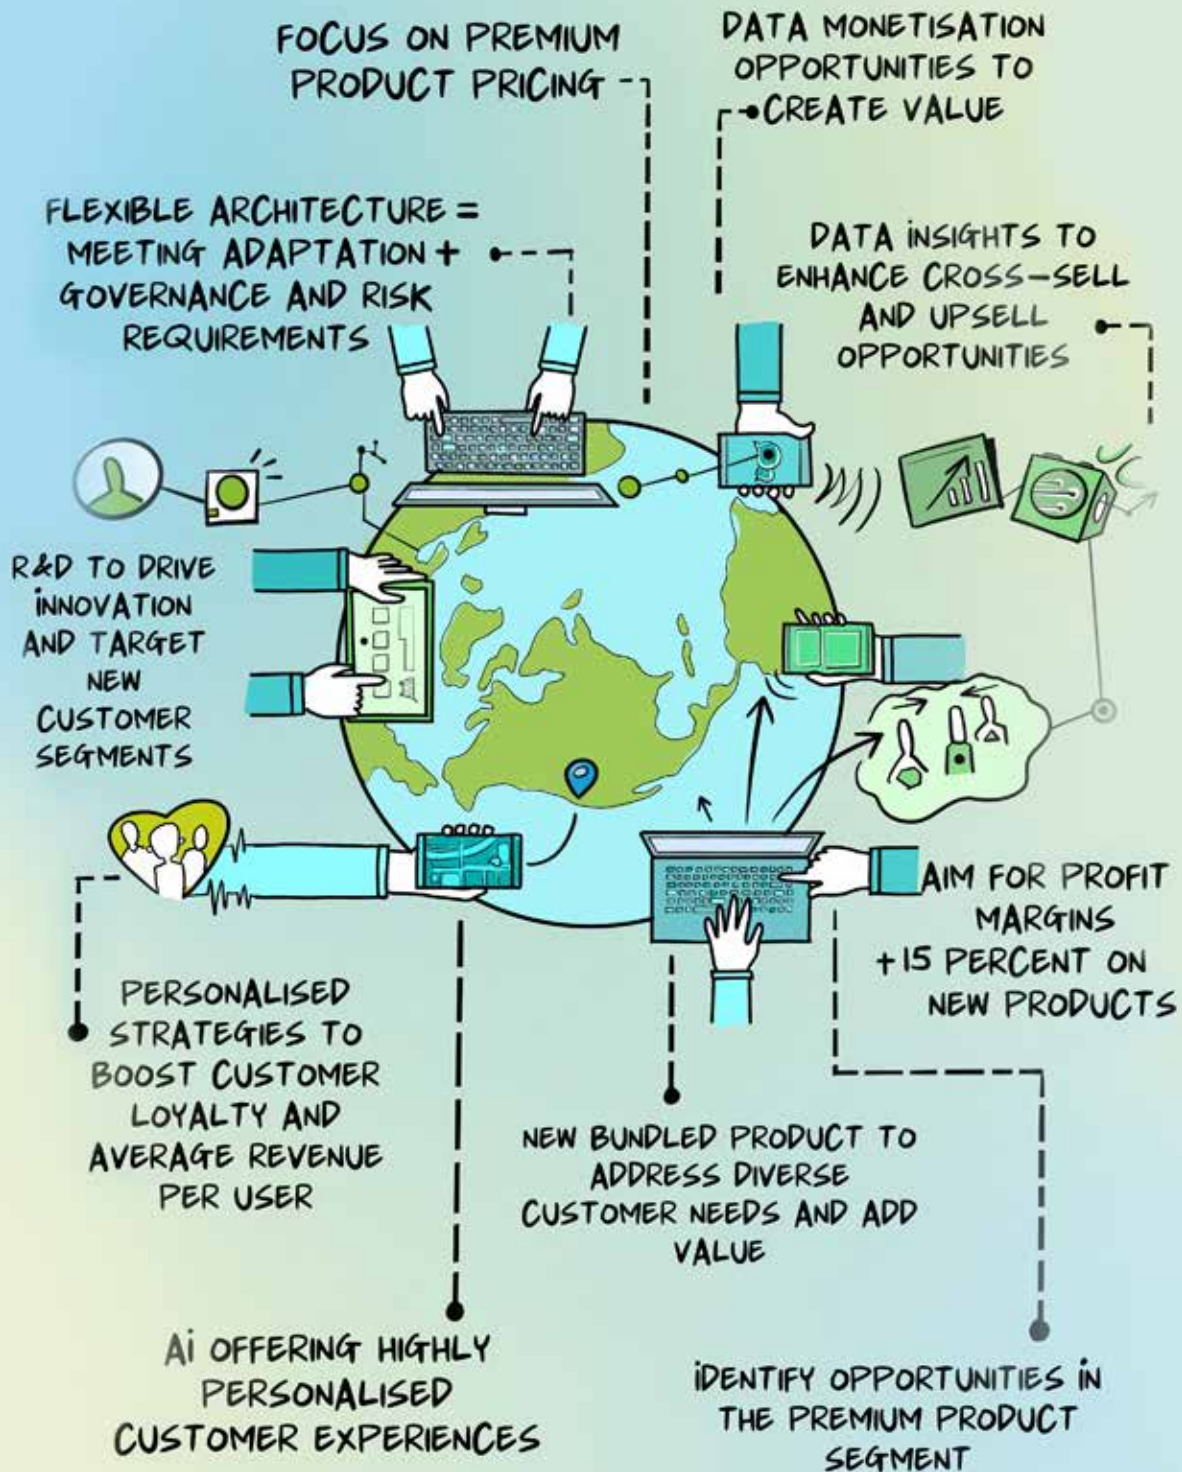 FOCUS ON PREMIUM
PRODUCT PRICING
DATA MONETISATION
OPPORTUNITIES TO
CREATE VALUE
FLEXIBLE ARCHITECTURE =
MEETING ADAPTATION +
GOVERNANCE AND RISK
REQUIREMENTS
DATA INSIGHTS TO
ENHANCE CROSS-SELL
AND UPSELL
OPPORTUNITIES
R&D TO DRIVE
INNOVATION
AND TARGET
NEW
CUSTOMER
SEGMENTS
AIM FOR PROFIT
MARGINS
+15 PERCENT ON
NEW PRODUCTS
PERSONALISED
STRATEGIES TO
BOOST CUSTOMER
LOYALTY AND
AVERAGE REVENUE
PER USER
NEW BUNDLED PRODUCT TO
ADDRESS DIVERSE
CUSTOMER NEEDS AND ADD
VALUE
AI OFFERING HIGHLY
PERSONALISED
CUSTOMER EXPERIENCES
IDENTIFY OPPORTUNITIES IN
THE PREMIUM PRODUCT
SEGMENT